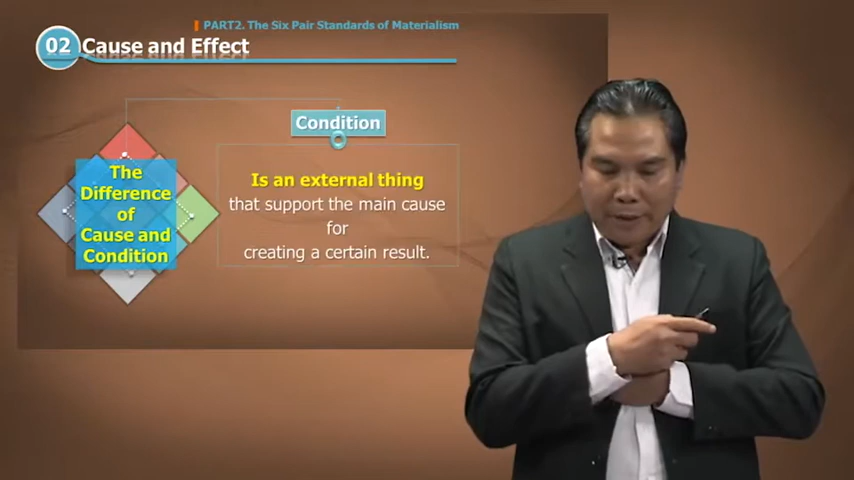 PART2. The Six Pair Standards of Materialism
02 Cause and Effect
Condition
The
Difference
of
Cause and
Condition
Is an external thing
that support the main cause
for
creating a certain result.